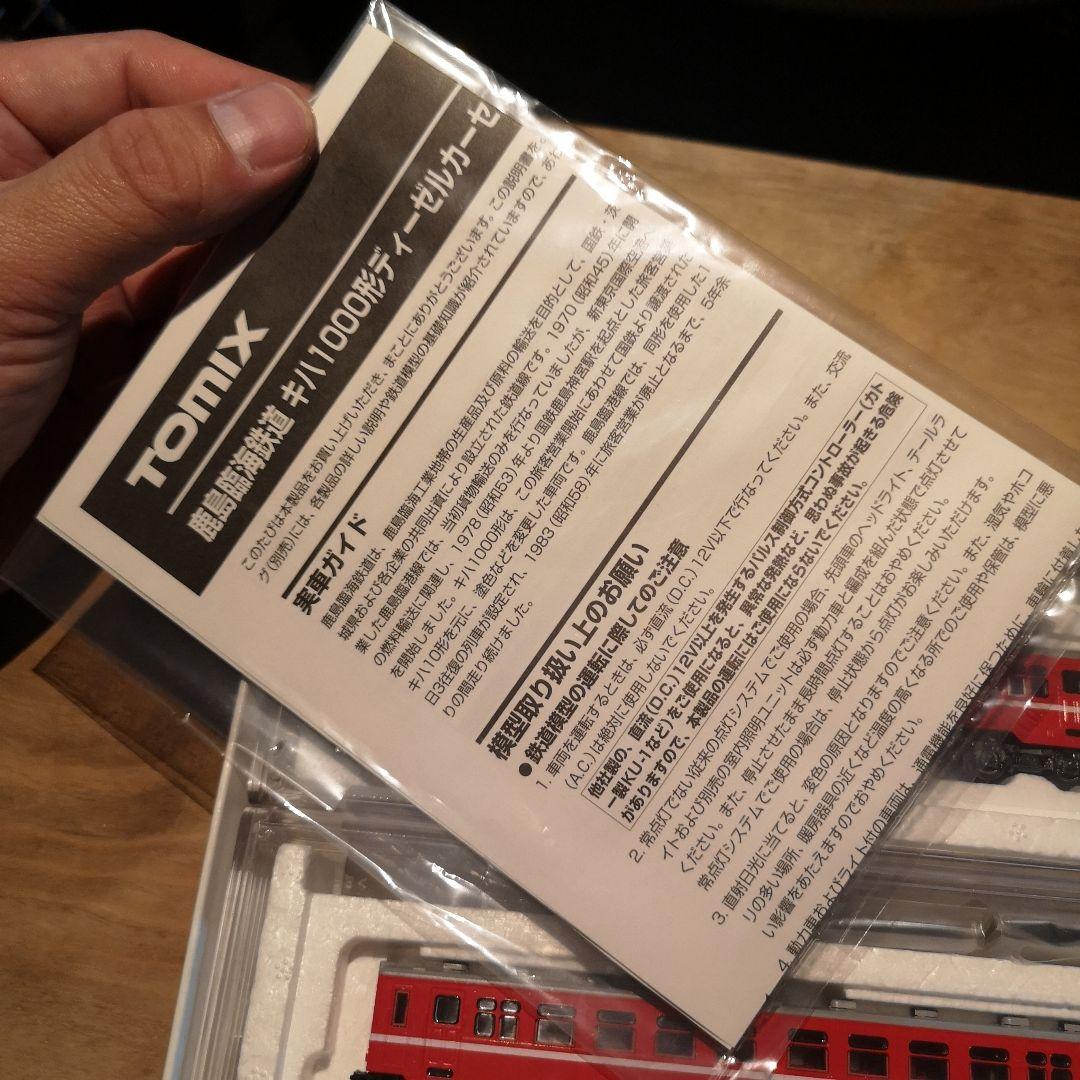 TOMIX
鹿島臨海鉄道 キハ1000形ディーゼルカーセ
このたびは本製品をお買い上げいただき、まことにありがとうございます。この説明書を
グ(別売)には、各製品の詳しい説明や鉄道模型の基礎知識が紹介されていますので、あわ
実車ガイド
鹿島臨海鉄道は、鹿島臨海工業地帯の生産品及び原料の輸送を目的として、国鉄・茨
城県および各企業の共同出資により設立された鉄道線です。1970(昭和45)年に開
業した鹿島臨港線では、当初貨物輸送のみを行なっていましたが、新東京国際空港へ
の燃料輸送に関連し、1978(昭和53)年より国鉄鹿島神宮駅を起点とした旅客営業
を開始しました。キハ1000形は、この旅客営業開始にあわせて国鉄より譲渡された
キハ10形を元に、塗色などを変更した車両です。鹿島臨港線では、同形を使用した1
日3往復の列車が設定され、1983(昭和58)年に旅客営業が廃止となるまで、5年余
りの間走り続けました。
模型取り扱い上のお願い
●鉄道模型の運転に際してのご注意
1. 車両を運転するときは、必ず直流(D.C.)12V以下で行なってください。また、交流
(A.C.)は絶対に使用しないでください。
他社製の、直流(D.C.)12V以上を発生するパルス制御方式コントローラー(カト
ー製KU-1など)をご使用になると、異常な発熱など、思わぬ事故が起きる危険
がありますので、本製品の運転にはご使用にならないでください。
2. 常点灯でない従来の点灯システムでご使用の場合、先頭車のヘッドライト、テールラ
イトおよび別売の室内照明ユニットは必ず動力車と編成を組んだ状態で点灯させて
ください。また、停止させたまま長時間点灯することはおやめください。
常点灯システムでご使用の場合は、停止状態から点灯がお楽しみいただけます。
3. 直射日光に当てると、変色の原因となりますのでご注意ください。また、湿気やホコ
リの多い場所、暖房器具の近くなど温度の高くなる所でのご使用や保管は、模型に悪
い影響をあたえますのでおやめください。
4. 動力車およびライト付の車両は、通電機能を良好に保つために、車輪